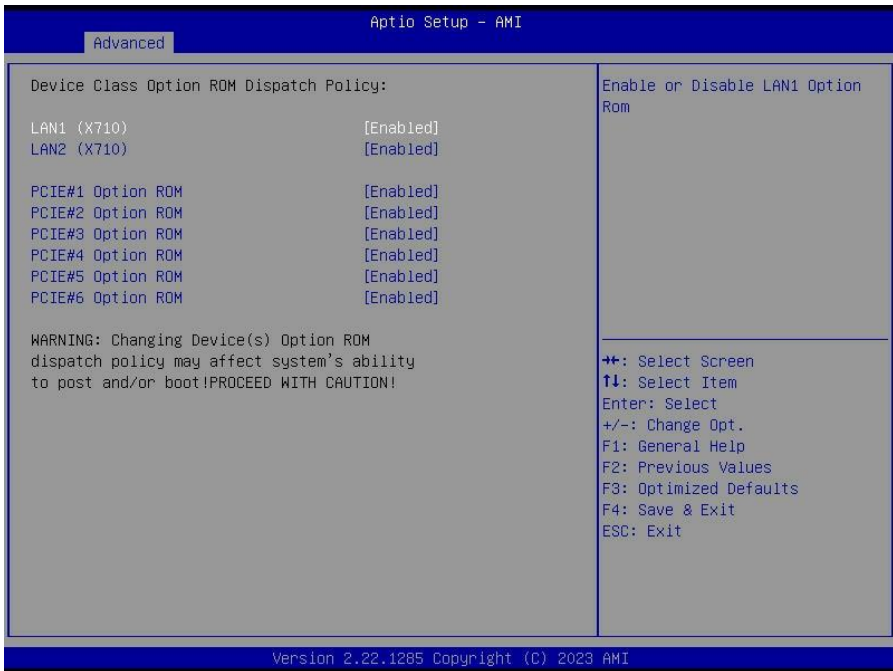 Aptio Setup – AMI
Advanced
Device Class Option ROM Dispatch Policy:
LAN1 (X710) [Enabled]
LAN2 (X710) [Enabled]
PCIE#1 Option ROM [Enabled]
PCIE#2 Option ROM [Enabled]
PCIE#3 Option ROM [Enabled]
PCIE#4 Option ROM [Enabled]
PCIE#5 Option ROM [Enabled]
PCIE#6 Option ROM [Enabled]
WARNING: Changing Device(s) Option ROM
dispatch policy may affect system's ability
to post and/or boot!PROCEED WITH CAUTION!
Enable or Disable LAN1 Option
Rom
→←: Select Screen
↑↓: Select Item
Enter: Select
+/-: Change Opt.
F1: General Help
F2: Previous Values
F3: Optimized Defaults
F4: Save & Exit
ESC: Exit
Version 2.22.1285 Copyright (C) 2023 AMI